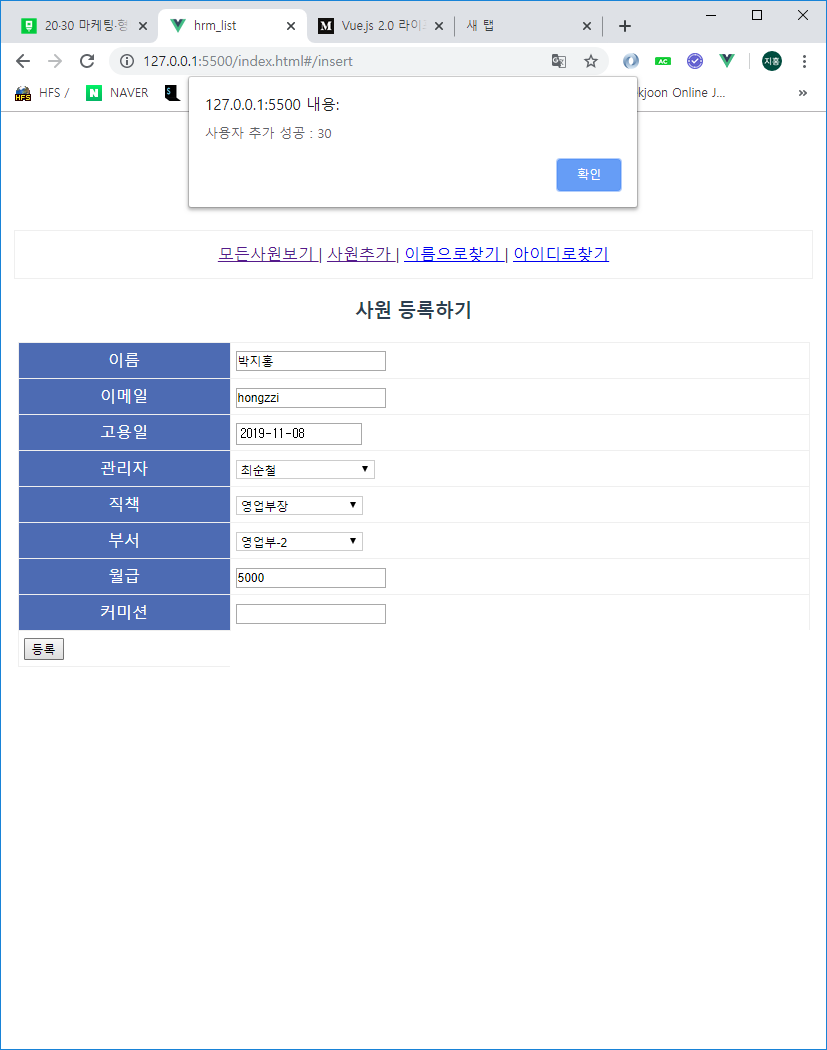 20·30 마케팅·형
hrm_list
Vue.js 2.0 라이프
새 탭
127.0.0.1:5500/index.html#/insert
AC
지홍
HFS /
NAVER
kjoon Online J...
127.0.0.1:5500 내용:
사용자 추가 성공 : 30
확인
모든사원보기 | 사원추가 | 이름으로찾기 | 아이디로찾기
사원 등록하기
이름 박지홍
이메일 hongzzi
고용일 2019-11-08
관리자 최순철
직책 영업부장
부서 영업부-2
월급 5000
커미션
등록